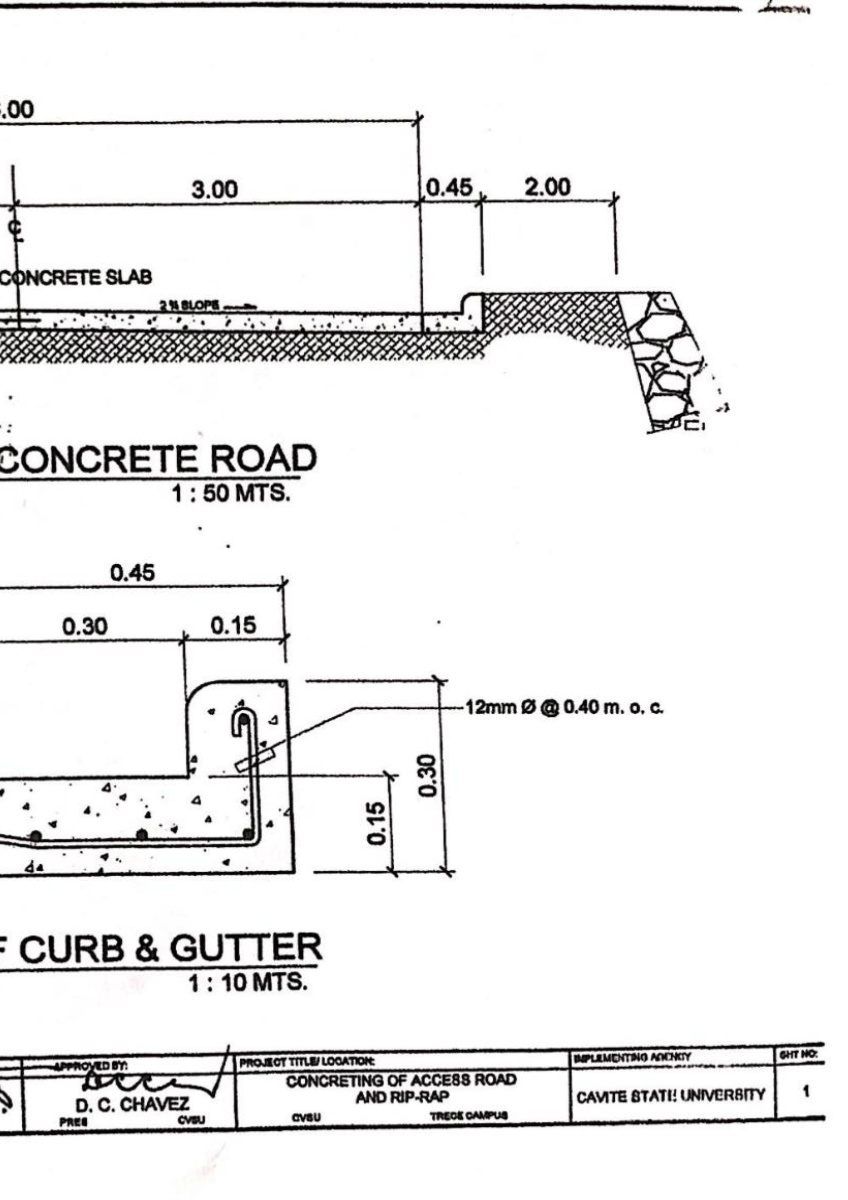 .00
3.00 0.45 2.00
CONCRETE SLAB
2% SLOPE
CONCRETE ROAD
1 : 50 MTS.
0.45
0.30 0.15
12mm Ø @ 0.40 m. o. c.
0.30
0.15
F CURB & GUTTER
1 : 10 MTS.
APPROVED BY:
D. C. CHAVEZ
PRES CVSU
PROJECT TITLE/ LOCATION:
CONCRETING OF ACCESS ROAD
AND RIP-RAP
CVSU TRECE CAMPUS
IMPLEMENTING AGENCY
CAVITE STATE UNIVERSITY
SHT NO:
1